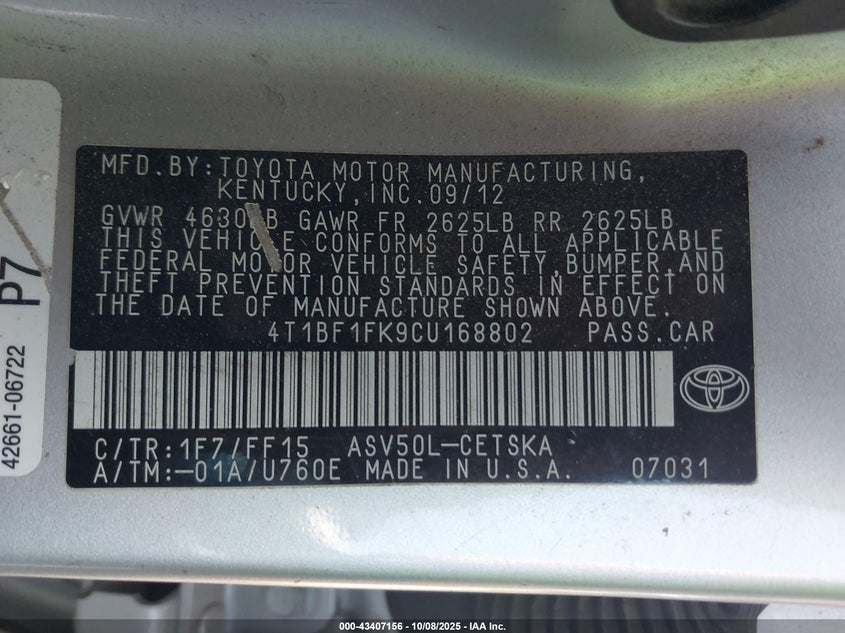 MFD.BY:TOYOTA MOTOR MANUFACTURING,
KENTUCKY,INC.09/12
GVWR 4630LB GAWR FR 2625LB RR 2625LB
THIS VEHICLE CONFORMS TO ALL APPLICABLE
FEDERAL MOTOR VEHICLE SAFETY,BUMPER,AND
THEFT PREVENTION STANDARDS IN EFFECT ON
THE DATE OF MANUFACTURE SHOWN ABOVE.
4T1BF1FK9CU168802 PASS.CAR
C/TR:1F7/FF15 ASV50L-CETSKA
A/TM:-01A/U760E MADE IN U.S.A. 07031
42661-06722
P7
000-43407156 - 10/08/2025 - IAA Inc.